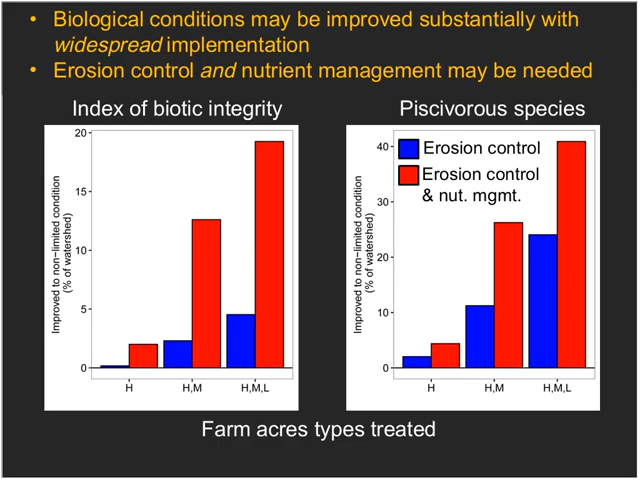 • Biological conditions may be improved substantially with
widespread implementation
• Erosion control and nutrient management may be needed
Index of biotic integrity
Piscivorous species
Improved to non−limited condition
(% of watershed)
20
15
10
5
0
H
H,M
H,M,L
Improved to non−limited condition
(% of watershed)
40
30
20
10
0
H
H,M
H,M,L
Erosion control
Erosion control
& nut. mgmt.
Farm acres types treated